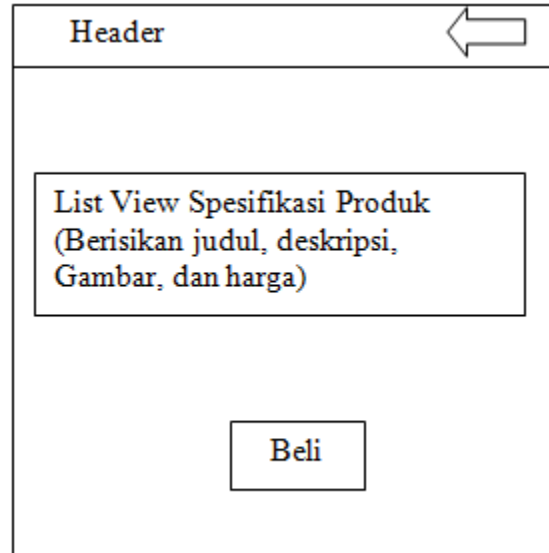 Header
List View Spesifikasi Produk
(Berisikan judul, deskripsi,
Gambar, dan harga)
Beli